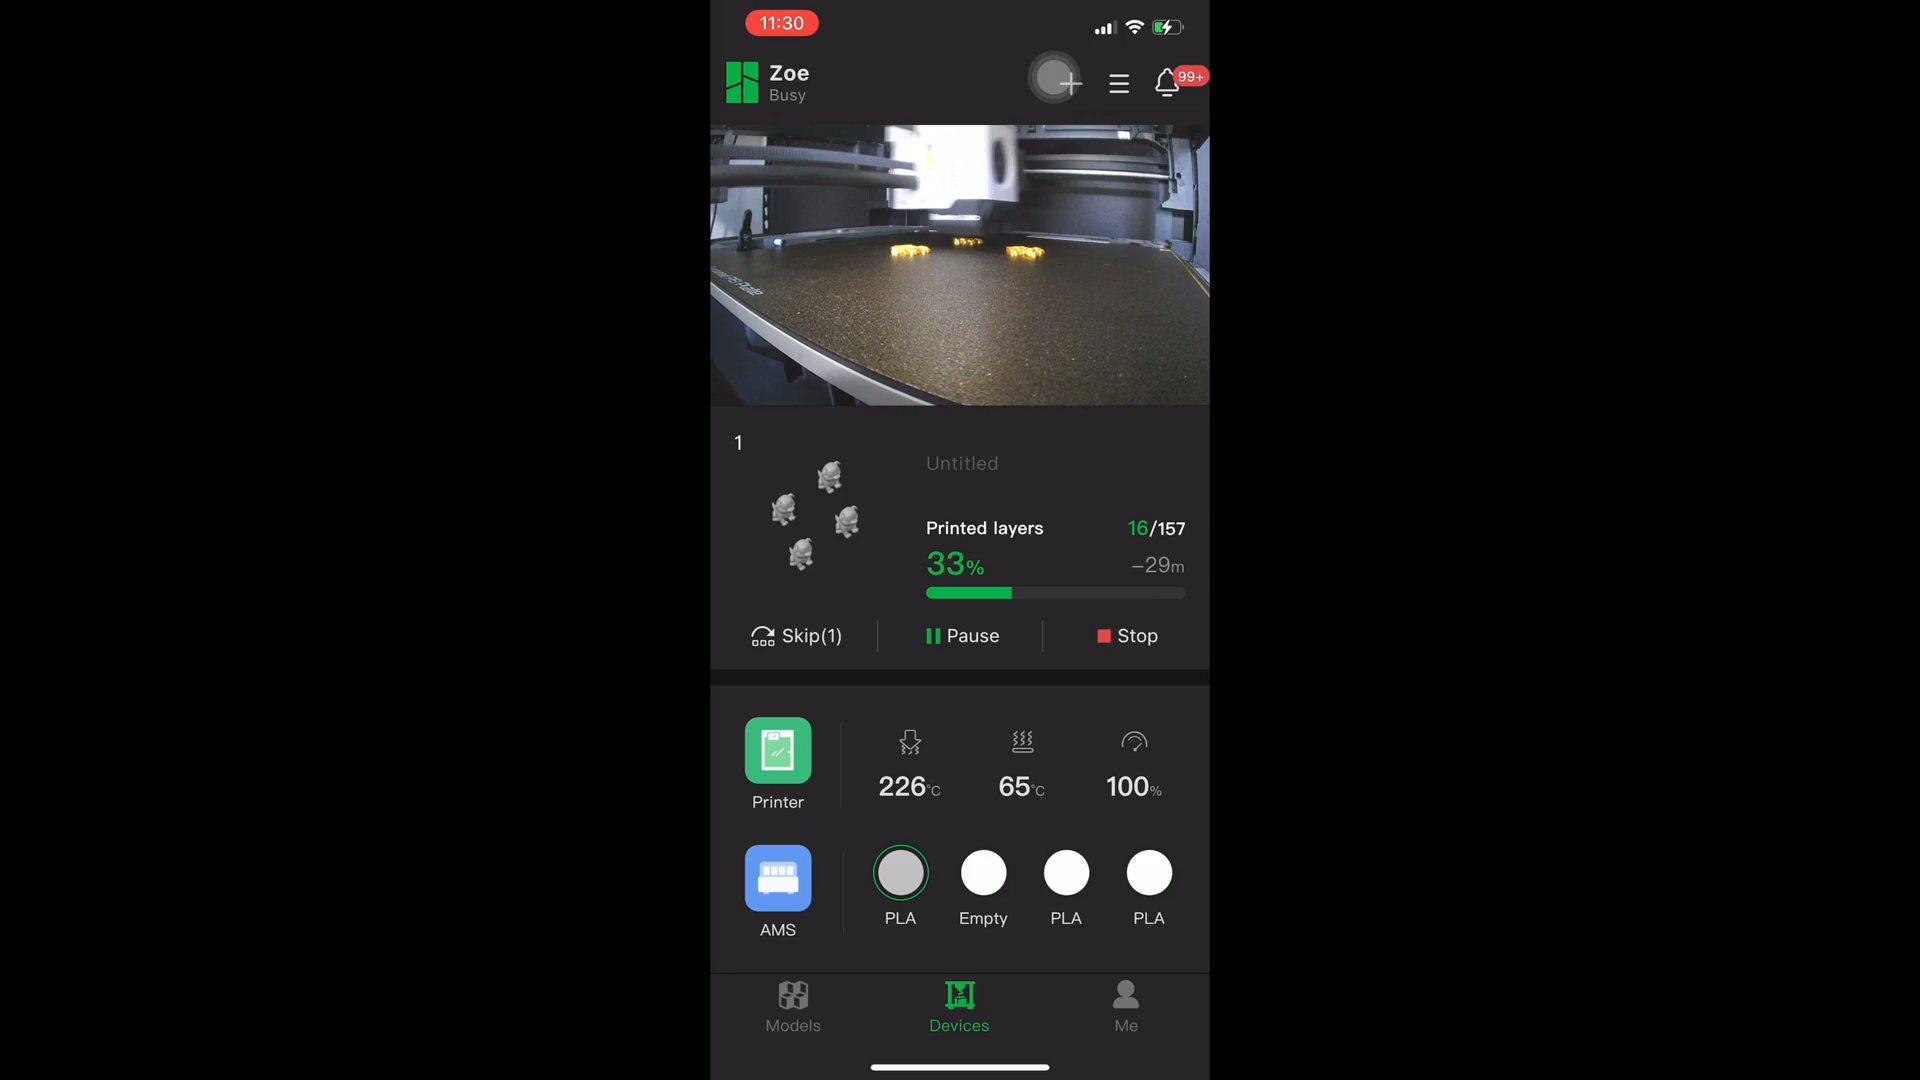 11:30
Zoe
Busy
99+
1
Untitled
Printed layers 16/157
33% -29m
Skip(1) Pause Stop
226°C 65°C 100%
Printer
PLA Empty PLA PLA
AMS
Models Devices Me